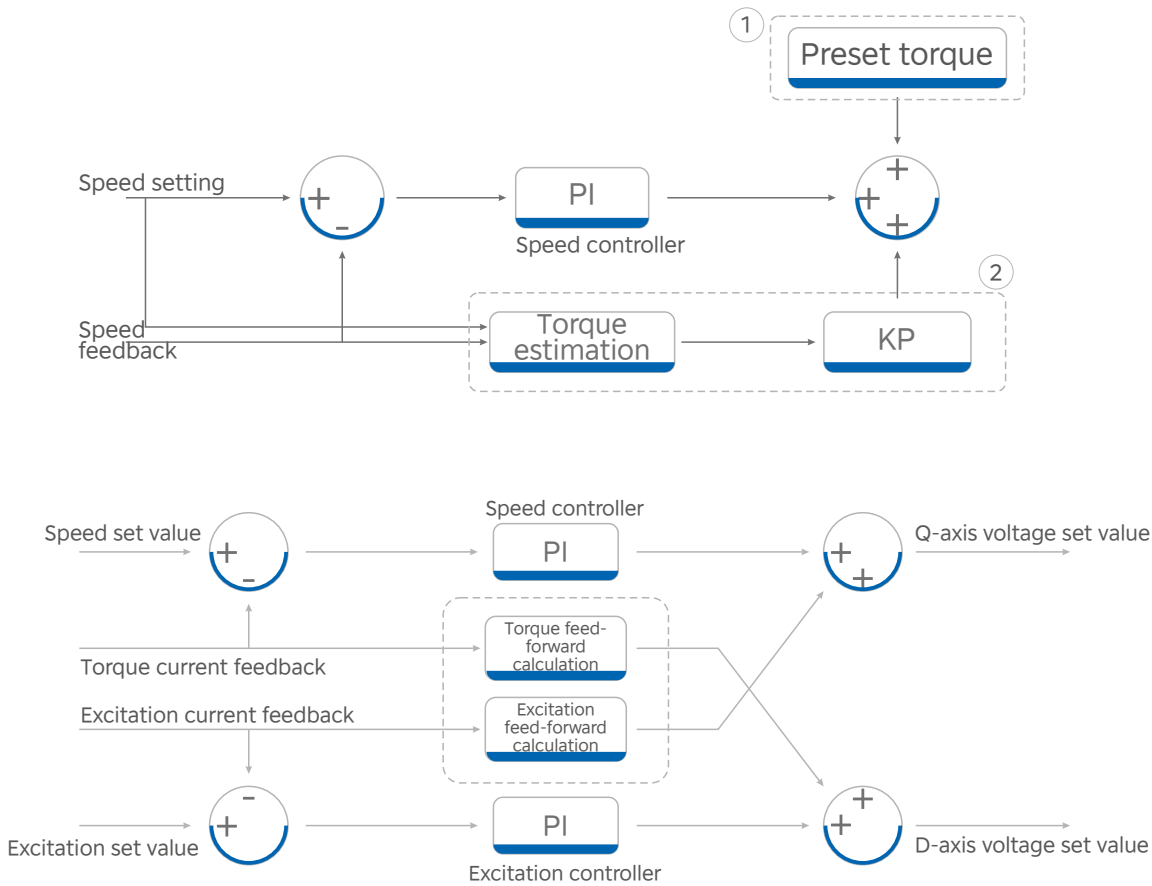 1
Preset torque
Speed setting
+
-
PI
Speed controller
+
+
+
2
Speed
feedback
Torque
estimation
KP
Speed controller
Speed set value
+
-
PI
+
+
Q-axis voltage set value
Torque feed-
forward
calculation
Torque current feedback
Excitation current feedback
Excitation
feed-forward
calculation
-
+
PI
+
+
Excitation set value
Excitation controller
D-axis voltage set value